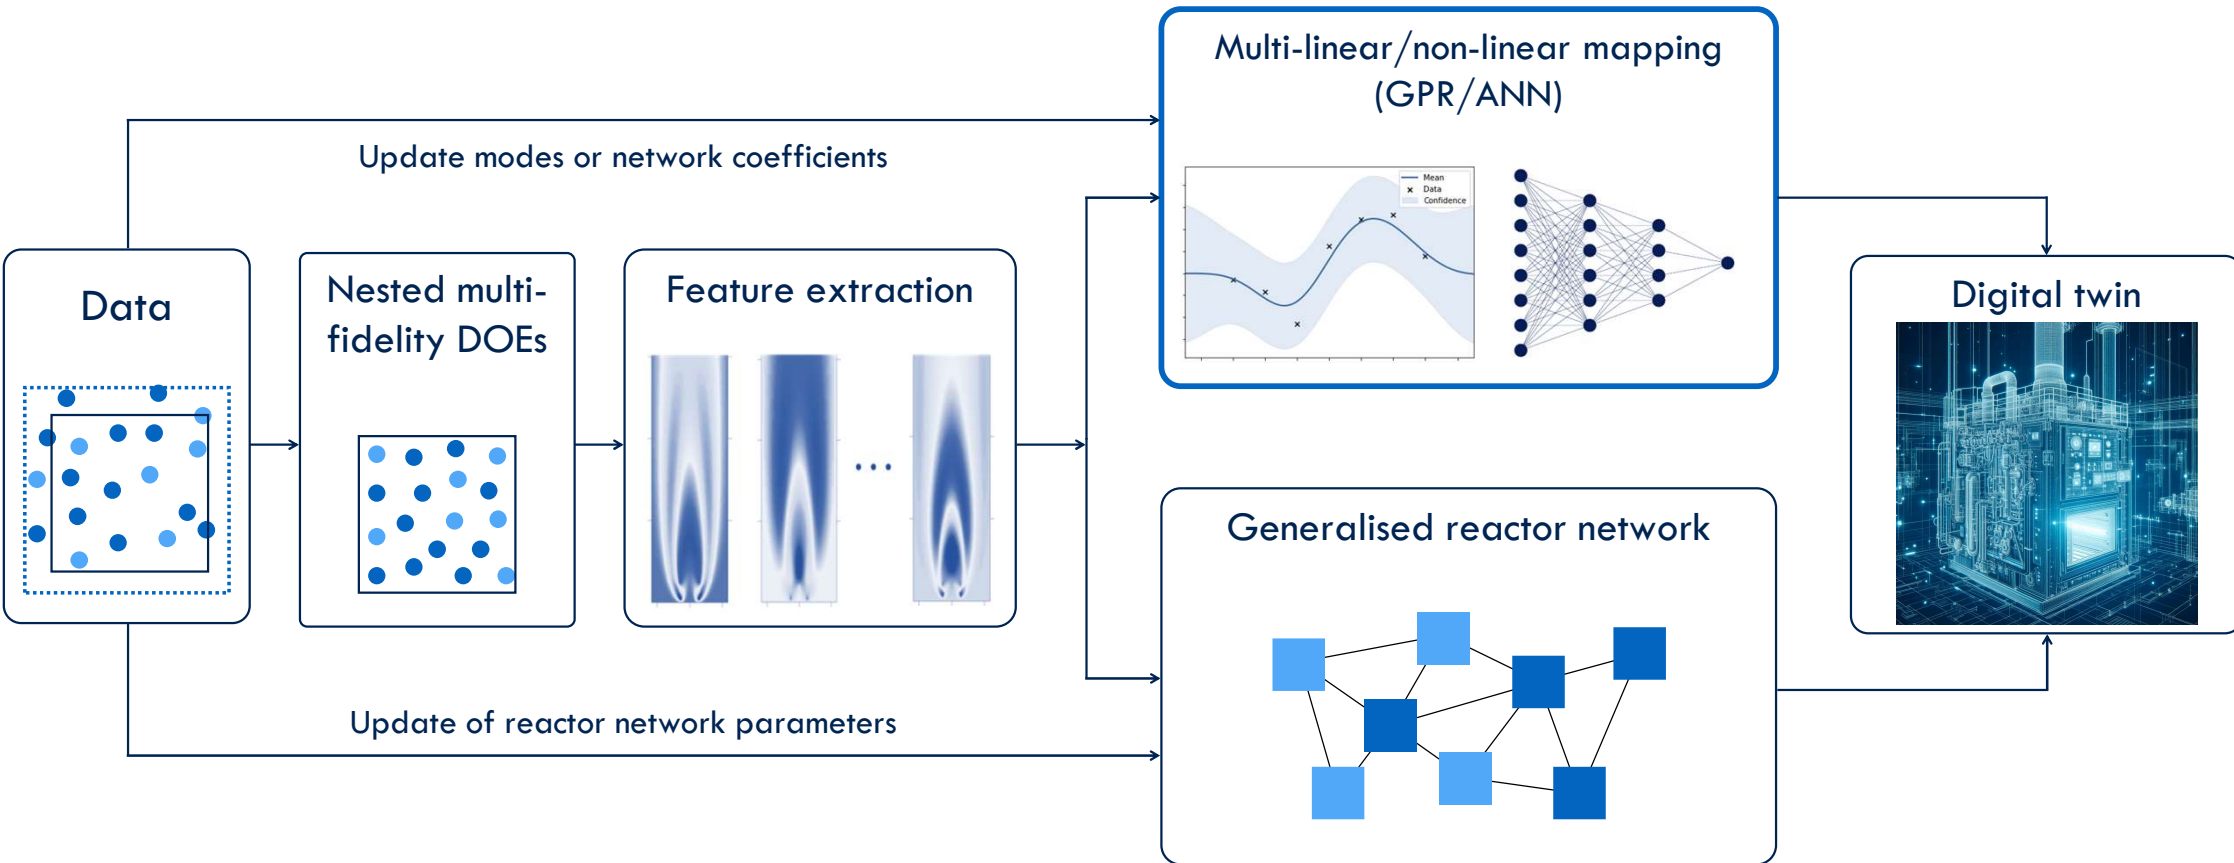 Multi-linear/non-linear mapping
(GPR/ANN)
Update modes or network coefficients
Mean
Data
Confidence
Data
Nested multi-
fidelity DOEs
Feature extraction
Digital twin
Generalised reactor network
Update of reactor network parameters